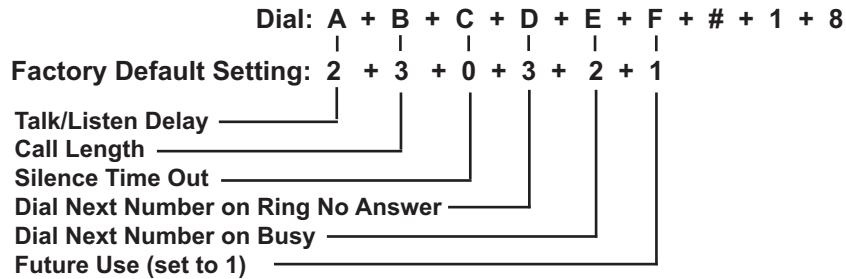 Dial: A + B + C + D + E + F + # + 1 + 8
Factory Default Setting: 2 + 3 + 0 + 3 + 2 + 1
Talk/Listen Delay
Call Length
Silence Time Out
Dial Next Number on Ring No Answer
Dial Next Number on Busy
Future Use (set to 1)